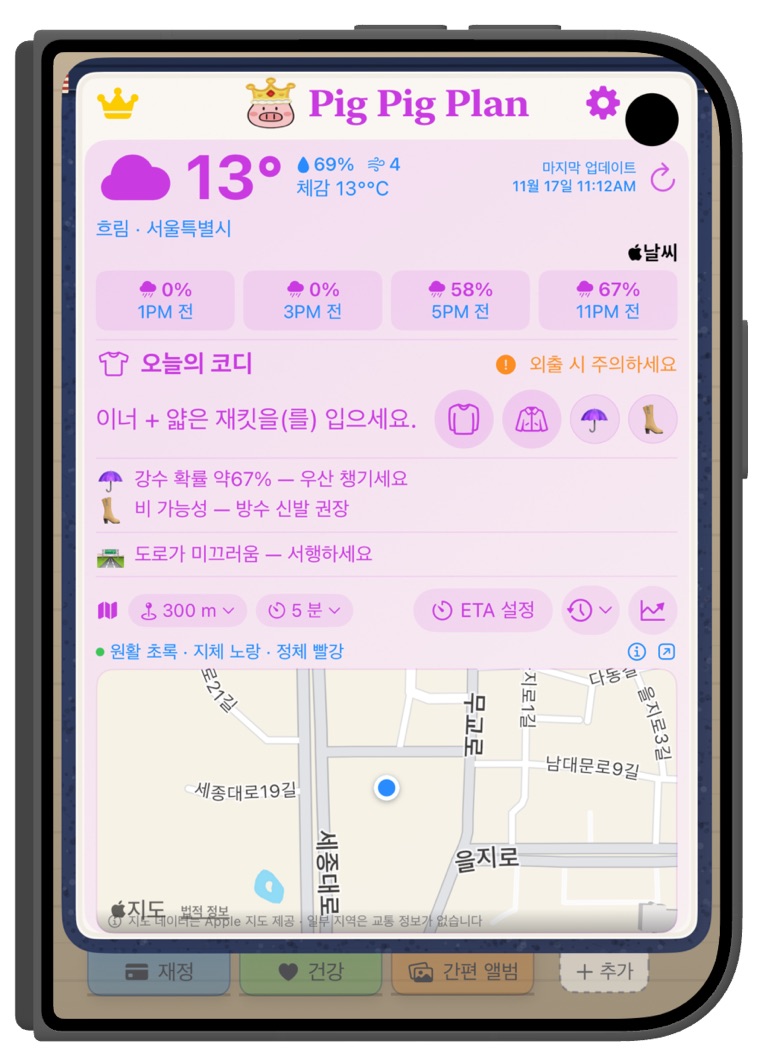 Pig Pig Plan
13° 69% 4
체감 13°°C
마지막 업데이트
11월 17일 11:12AM
흐림 · 서울특별시
날씨
0% 0% 58% 67%
1PM 전 3PM 전 5PM 전 11PM 전
오늘의 코디 ! 외출 시 주의하세요
이너 + 얇은 재킷을(를) 입으세요.
강수 확률 약67% — 우산 챙기세요
비 가능성 — 방수 신발 권장
도로가 미끄러움 — 서행하세요
300 m 5 분 ETA 설정
원활 초록 · 지체 노랑 · 정체 빨강
로21길
무교로
지로1길
다동길
을지로3길
세종대로19길
남대문로9길
세종대로
을지로
지도 법적 정보
지도 데이터는 Apple 지도 제공 · 일부 지역은 교통 정보가 없습니다
재정 건강 간편 앨범 + 추가